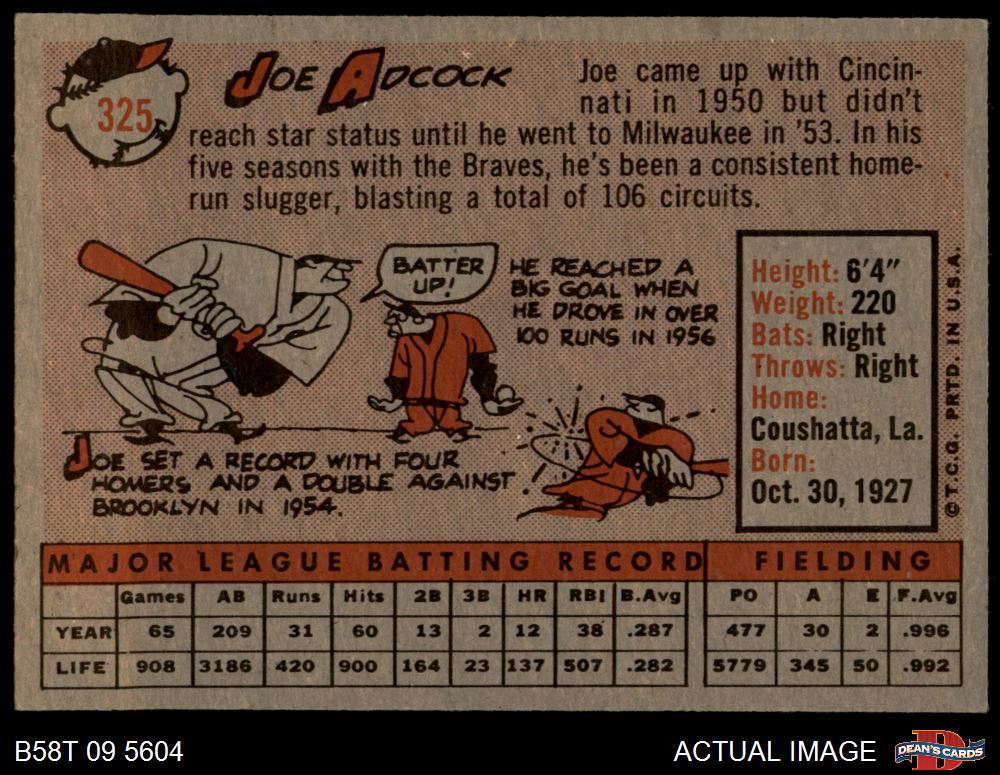 325
JOE ADCOCK
Joe came up with Cincin-
nati in 1950 but didn't
reach star status until he went to Milwaukee in '53. In his
five seasons with the Braves, he's been a consistent home-
run slugger, blasting a total of 106 circuits.
BATTER
UP!
HE REACHED A
BIG GOAL WHEN
HE DROVE IN OVER
100 RUNS IN 1956
JOE SET A RECORD WITH FOUR
HOMERS AND A DOUBLE AGAINST
BROOKLYN IN 1954.
Height: 6'4"
Weight: 220
Bats: Right
Throws: Right
Home:
Coushatta, La.
Born:
Oct. 30, 1927
© T.C.G. PRTD. IN U.S.A.
MAJOR LEAGUE BATTING RECORD FIELDING
Games AB Runs Hits 2B 3B HR RBI B.Avg PO A E F.Avg
YEAR 65 209 31 60 13 2 12 38 .287 477 30 2 .996
LIFE 908 3186 420 900 164 23 137 507 .282 5779 345 50 .992
B58T 09 5604 ACTUAL IMAGE DEAN'S CARDS